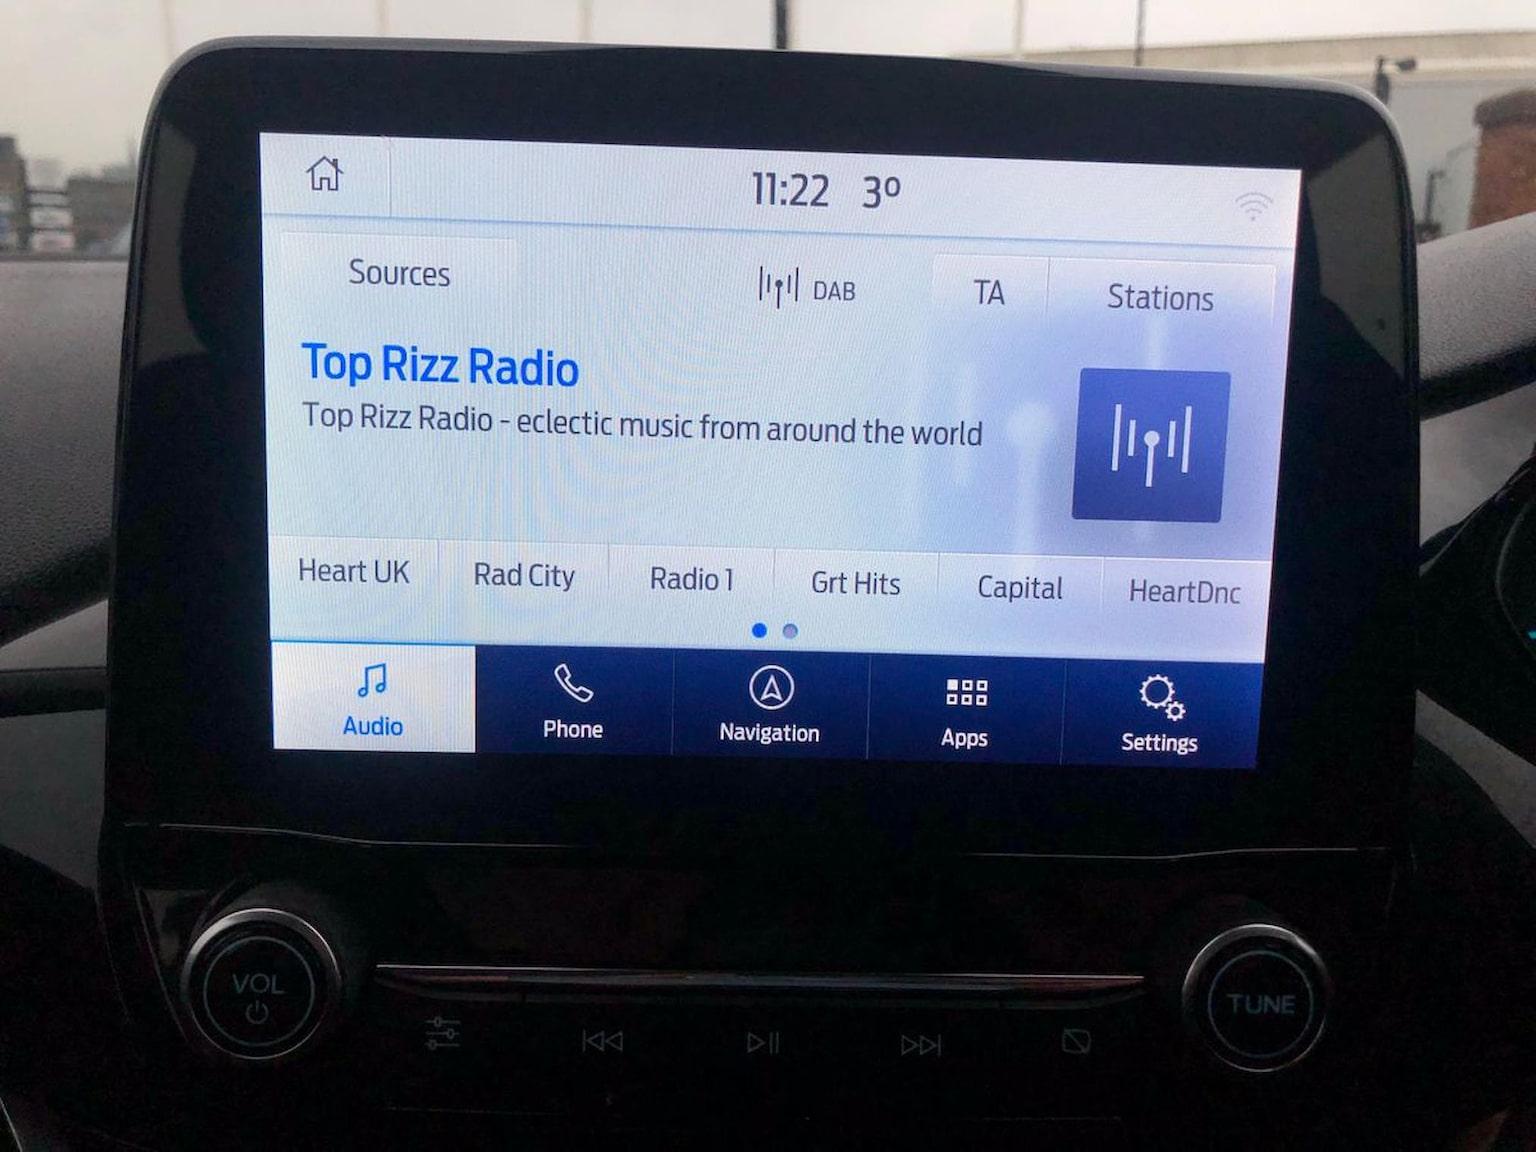 11:22 3º
Sources
DAB
TA
Stations
Top Rizz Radio
Top Rizz Radio - eclectic music from around the world
Heart UK
Rad City
Radio 1
Grt Hits
Capital
HeartDnc
Audio
Phone
Navigation
Apps
Settings
VOL
TUNE